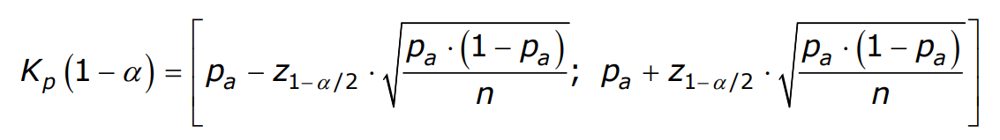 K_p(1 − α) = [p_a − z_{1−α/2} · √(p_a · (1 − p_a) / n); p_a + z_{1−α/2} · √(p_a · (1 − p_a) / n)]